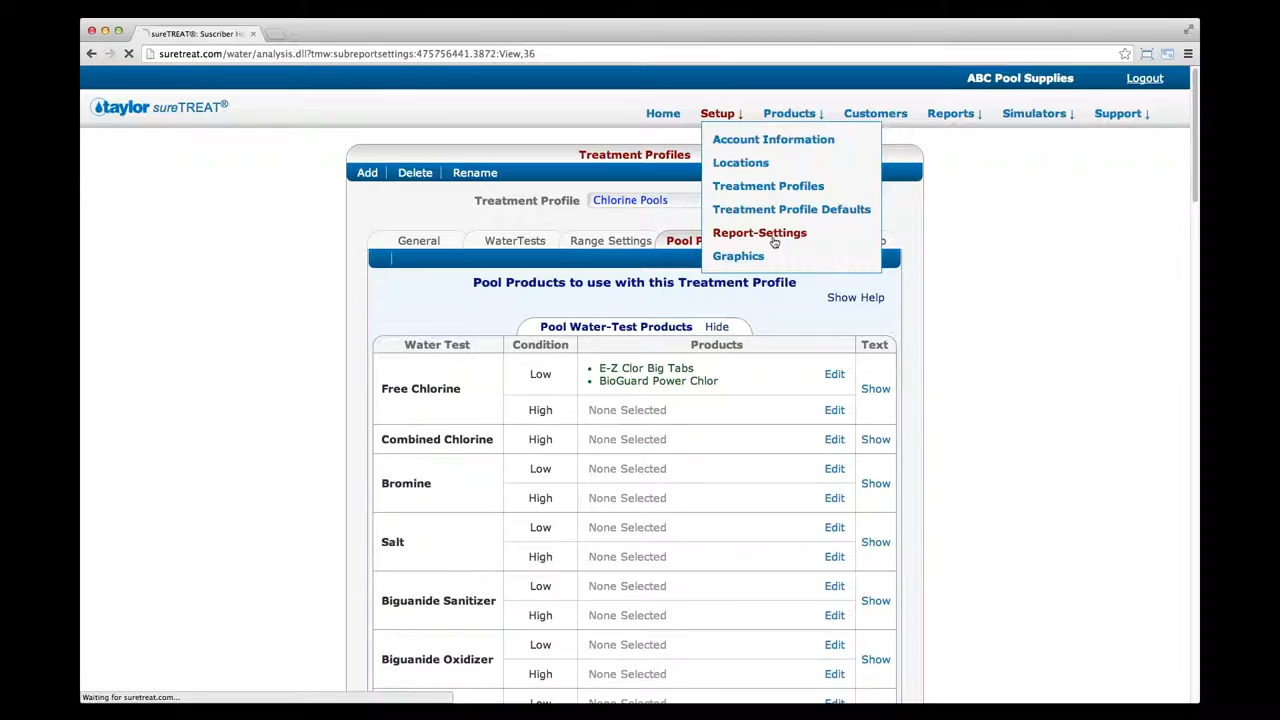 sureTREAT®: Suscriber H
suretreat.com/water/analysis.dll?tmw:subreportsettings:475756441.3872:View,36
ABC Pool Supplies Logout
taylor sureTREAT®
Home Setup↓ Products↓ Customers Reports↓ Simulators↓ Support↓
Account Information
Locations
Treatment Profiles
Treatment Profile Defaults
Report-Settings
Graphics
Treatment Profiles
Add Delete Rename
Treatment Profile Chlorine Pools
General WaterTests Range Settings Pool P
Pool Products to use with this Treatment Profile
Show Help
Pool Water-Test Products Hide
Water Test Condition Products Text
Free Chlorine Low • E-Z Clor Big Tabs Edit Show
• BioGuard Power Chlor
High None Selected Edit
Combined Chlorine High None Selected Edit Show
Bromine Low None Selected Edit Show
High None Selected Edit
Salt Low None Selected Edit Show
High None Selected Edit
Biguanide Sanitizer Low None Selected Edit Show
High None Selected Edit
Biguanide Oxidizer Low None Selected Edit Show
High None Selected Edit
Low None Selected Edit
Waiting for suretreat.com...